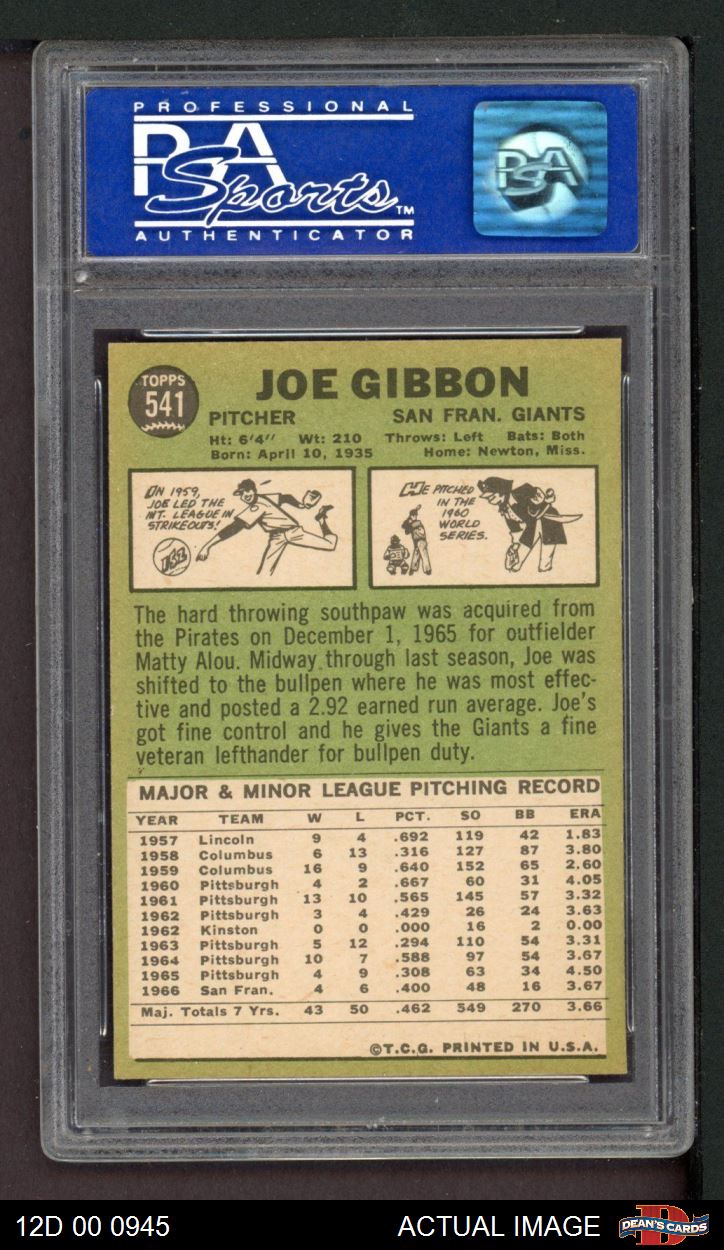 PROFESSIONAL
PSA
Sports™
AUTHENTICATOR
PSA
TOPPS
541
JOE GIBBON
PITCHER SAN FRAN. GIANTS
Ht: 6'4" Wt: 210 Throws: Left Bats: Both
Born: April 10, 1935 Home: Newton, Miss.
IN 1959,
JOE LED THE
INT. LEAGUE IN
STRIKEOUTS!
152
HE PITCHED
IN THE
1960
WORLD
SERIES.
The hard throwing southpaw was acquired from
the Pirates on December 1, 1965 for outfielder
Matty Alou. Midway through last season, Joe was
shifted to the bullpen where he was most effec-
tive and posted a 2.92 earned run average. Joe's
got fine control and he gives the Giants a fine
veteran lefthander for bullpen duty.
MAJOR & MINOR LEAGUE PITCHING RECORD
YEAR TEAM W L PCT. SO BB ERA
1957 Lincoln 9 4 .692 119 42 1.83
1958 Columbus 6 13 .316 127 87 3.80
1959 Columbus 16 9 .640 152 65 2.60
1960 Pittsburgh 4 2 .667 60 31 4.05
1961 Pittsburgh 13 10 .565 145 57 3.32
1962 Pittsburgh 3 4 .429 26 24 3.63
1962 Kinston 0 0 .000 16 2 0.00
1963 Pittsburgh 5 12 .294 110 54 3.31
1964 Pittsburgh 10 7 .588 97 54 3.67
1965 Pittsburgh 4 9 .308 63 34 4.50
1966 San Fran. 4 6 .400 48 16 3.67
Maj. Totals 7 Yrs. 43 50 .462 549 270 3.66
©T.C.G. PRINTED IN U.S.A.
12D 00 0945 ACTUAL IMAGE
DEAN'S CARDS